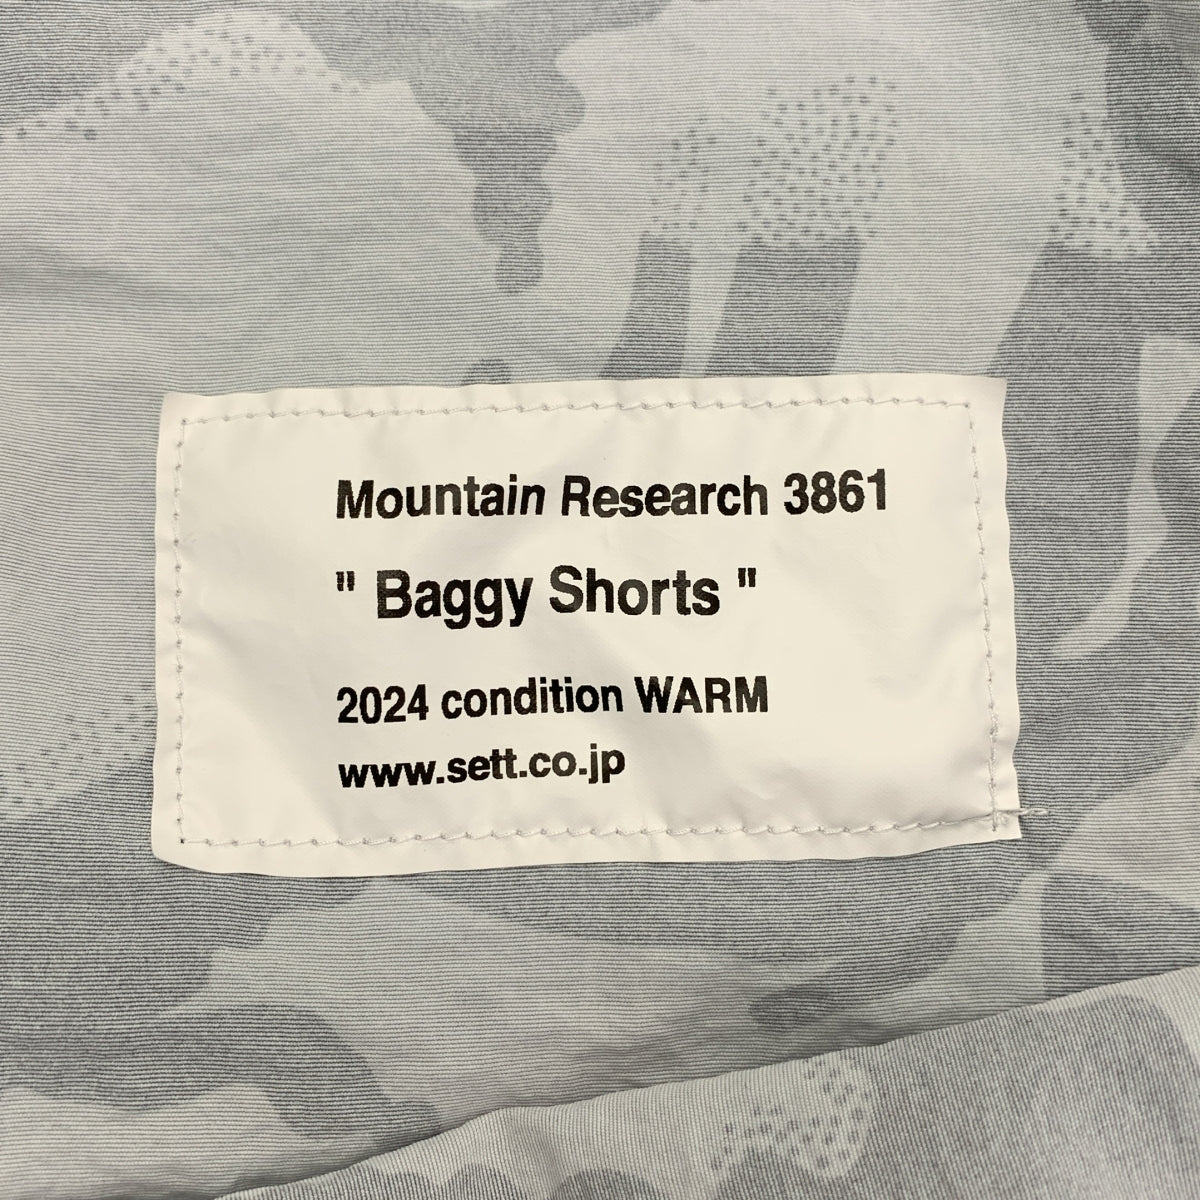 Mountain Research 3861
" Baggy Shorts "
2024 condition WARM
www.sett.co.jp